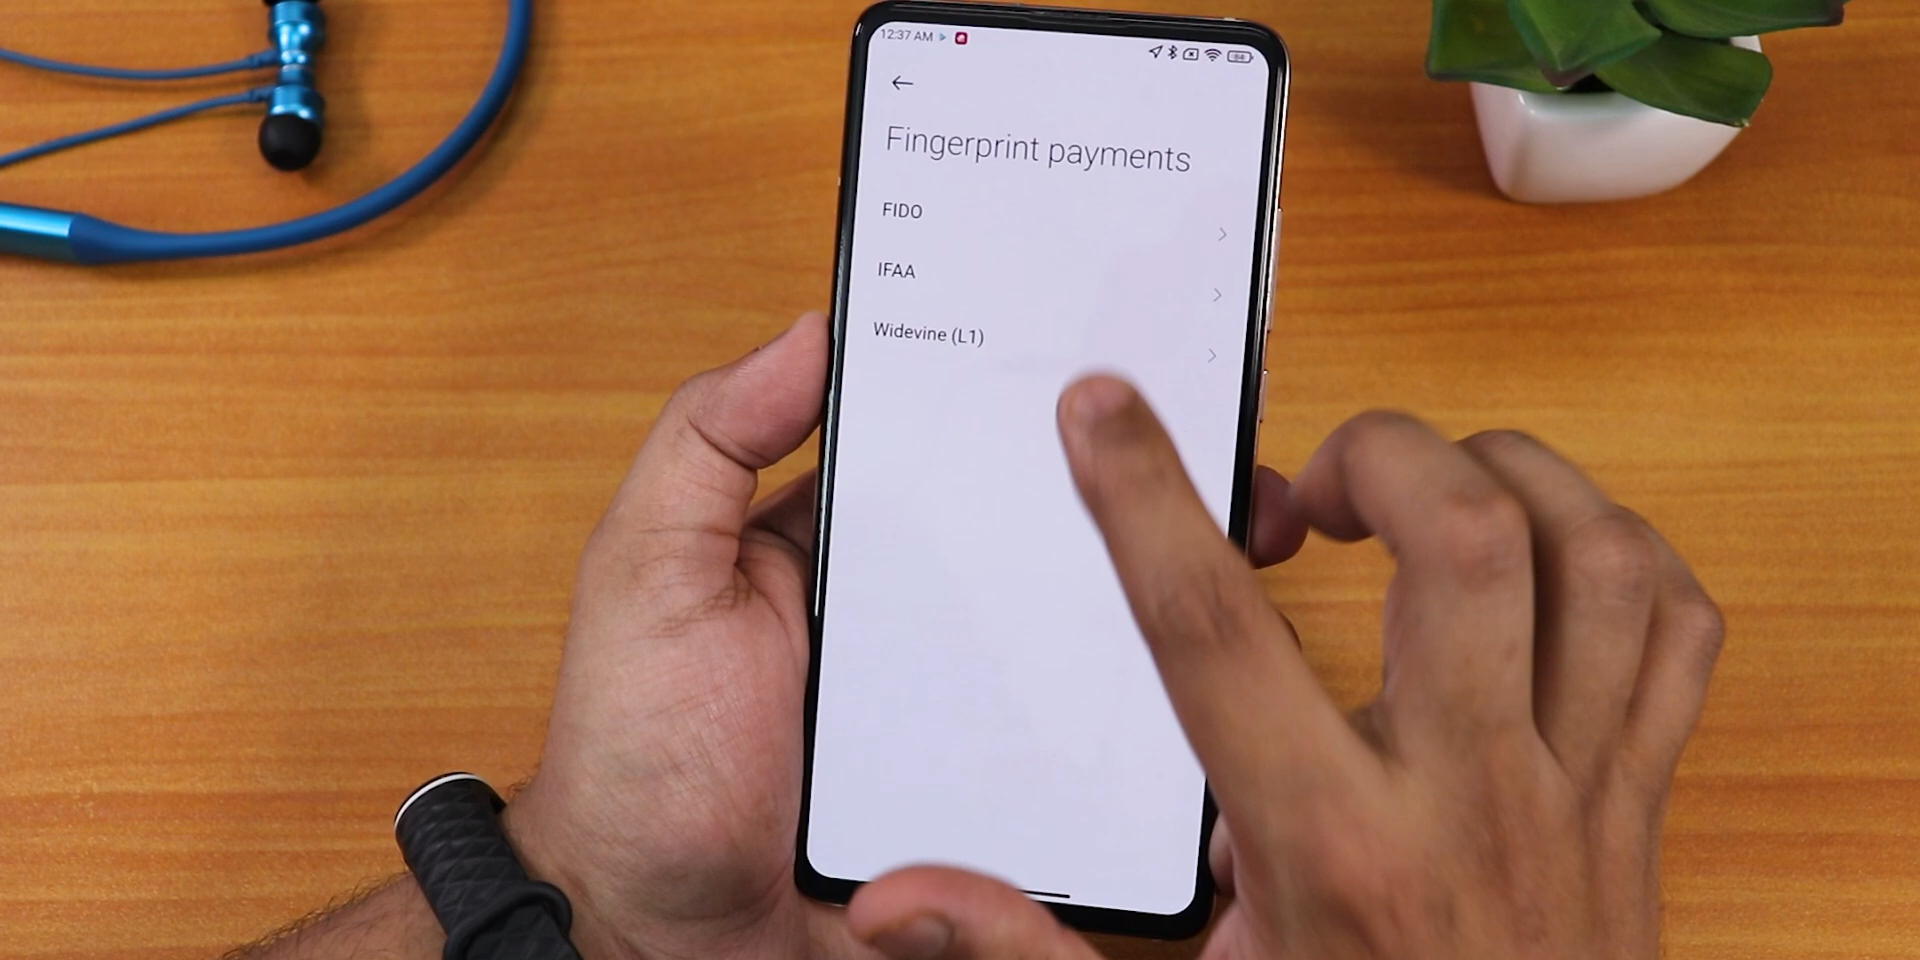 12:37 AM
Fingerprint payments
FIDO
IFAA
Widevine (L1)